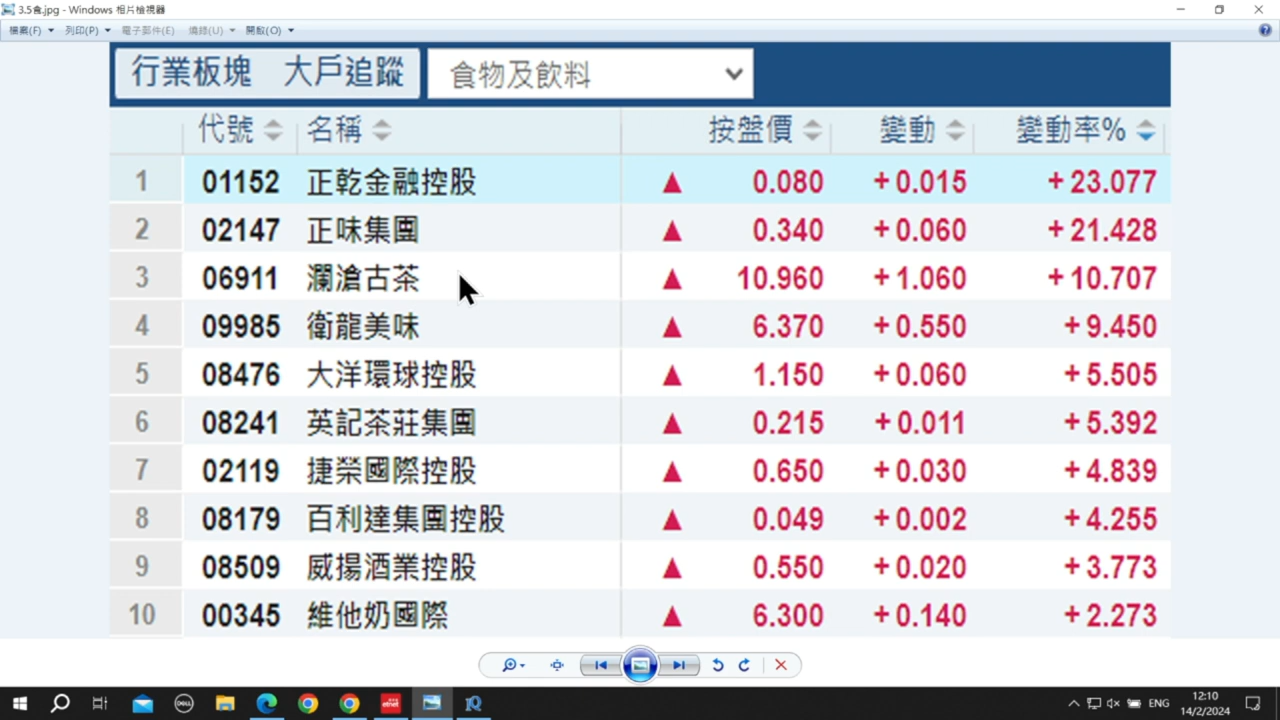 3.5食.jpg - Windows 相片檢視器
檔案(F) 列印(P) 電子郵件(E) 燒錄(U) 開啟(O)
行業板塊 大戶追蹤 食物及飲料
代號 名稱 按盤價 變動 變動率%
1 01152 正乾金融控股 ▲ 0.080 +0.015 +23.077
2 02147 正味集團 ▲ 0.340 +0.060 +21.428
3 06911 瀾滄古茶 ▲ 10.960 +1.060 +10.707
4 09985 衛龍美味 ▲ 6.370 +0.550 +9.450
5 08476 大洋環球控股 ▲ 1.150 +0.060 +5.505
6 08241 英記茶莊集團 ▲ 0.215 +0.011 +5.392
7 02119 捷榮國際控股 ▲ 0.650 +0.030 +4.839
8 08179 百利達集團控股 ▲ 0.049 +0.002 +4.255
9 08509 威揚酒業控股 ▲ 0.550 +0.020 +3.773
10 00345 維他奶國際 ▲ 6.300 +0.140 +2.273
DELL etnet ENG 12:10
14/2/2024